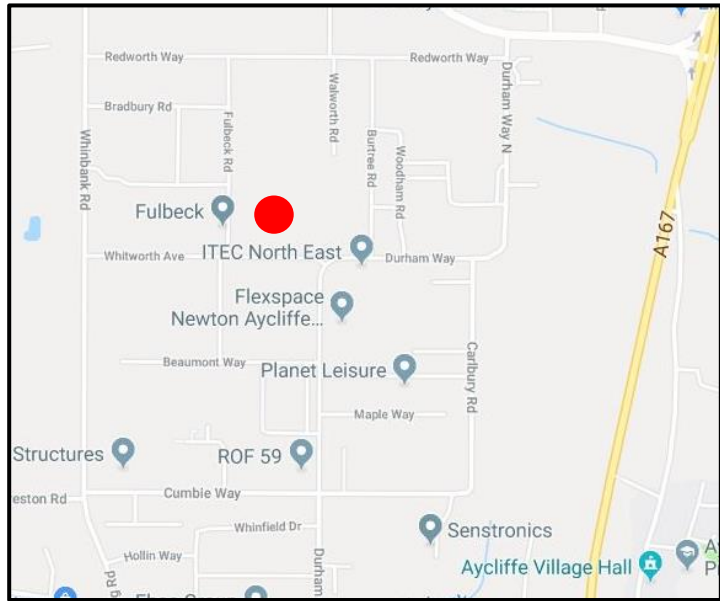 Redworth Way
Redworth Way
Bradbury Rd
Fulbeck Rd
Walworth Rd
Burtree Rd
Woodham Rd
Durham Way N
Whinbank Rd
Fulbeck
A167
Whitworth Ave
ITEC North East
Durham Way
Flexspace
Newton Aycliffe...
Beaumont Way
Planet Leisure
Carlbury Rd
Maple Way
Structures
ROF 59
eston Rd
Cumbie Way
Whinfield Dr
Senstronics
Hollin Way
Durham
Aycliffe Village Hall
g Rd